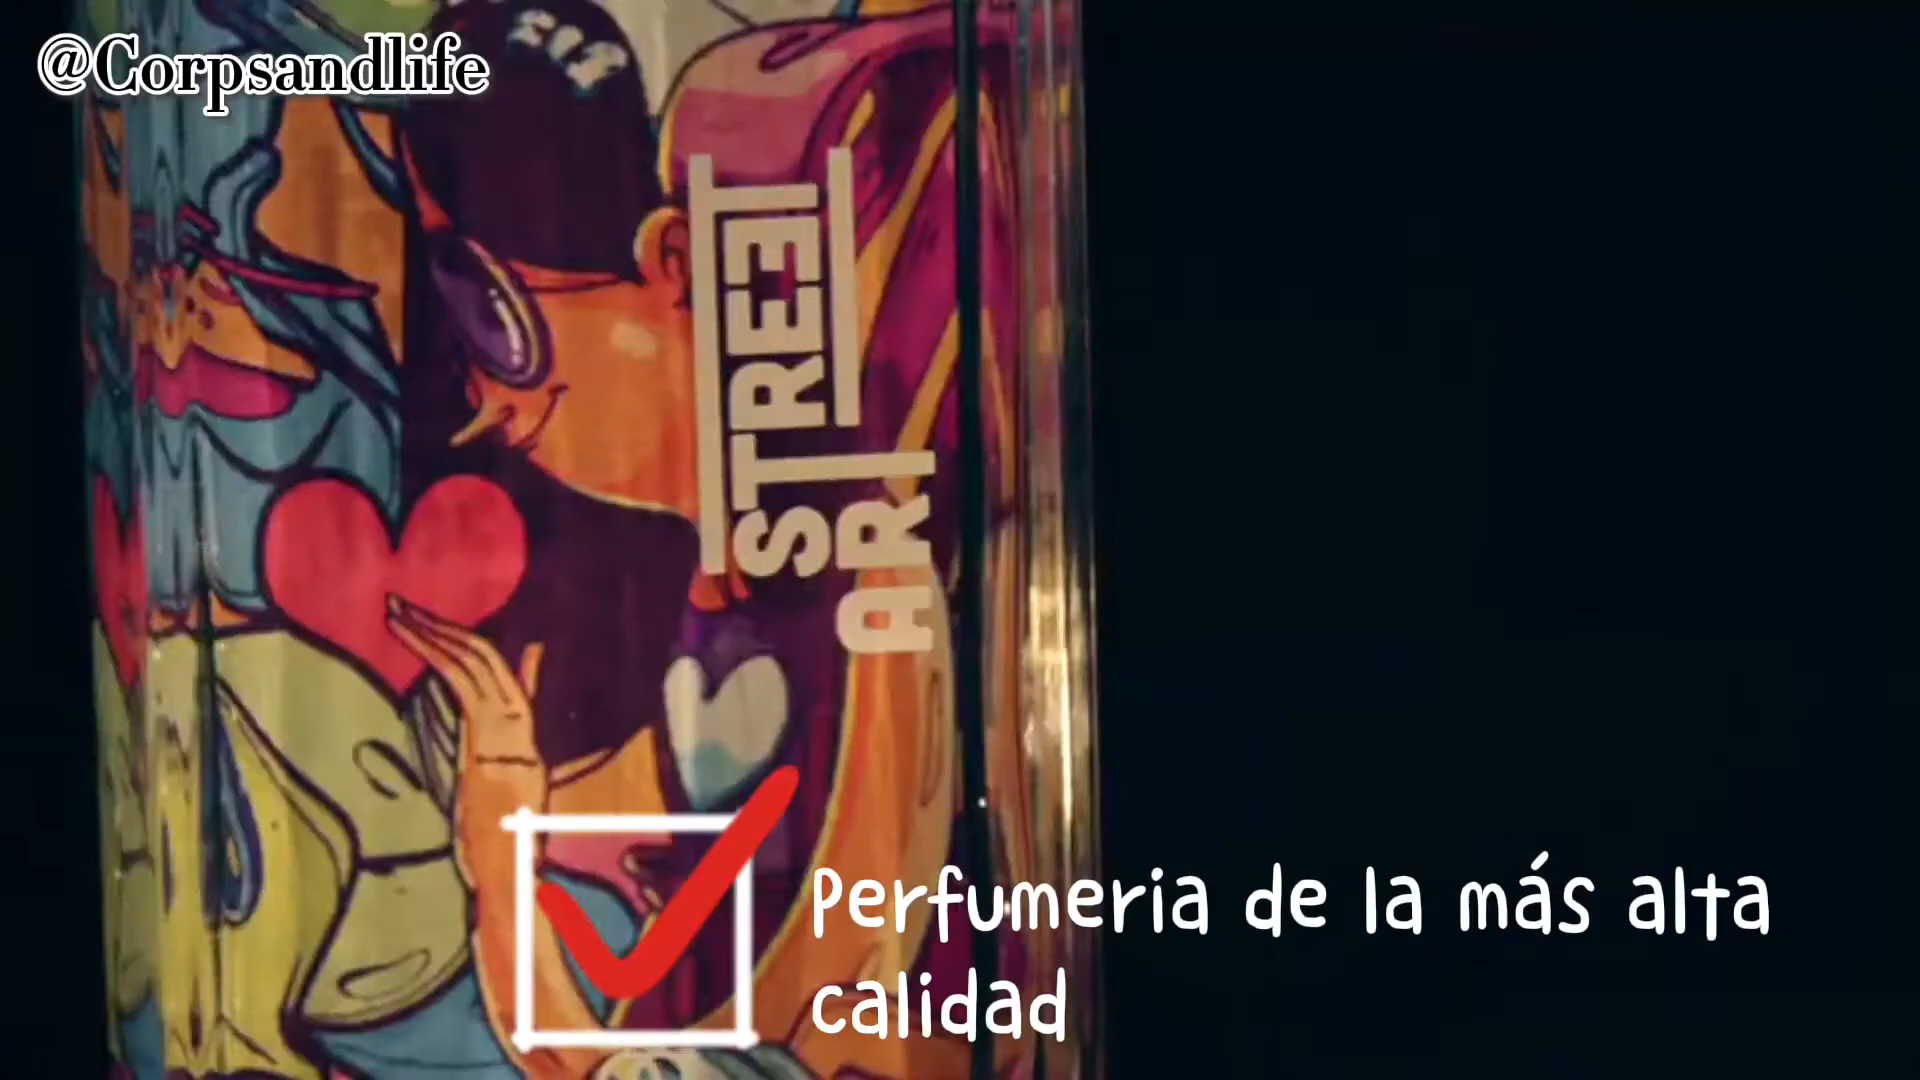 @Corpsandlife
STREET
ART
Perfumeria de la más alta
calidad